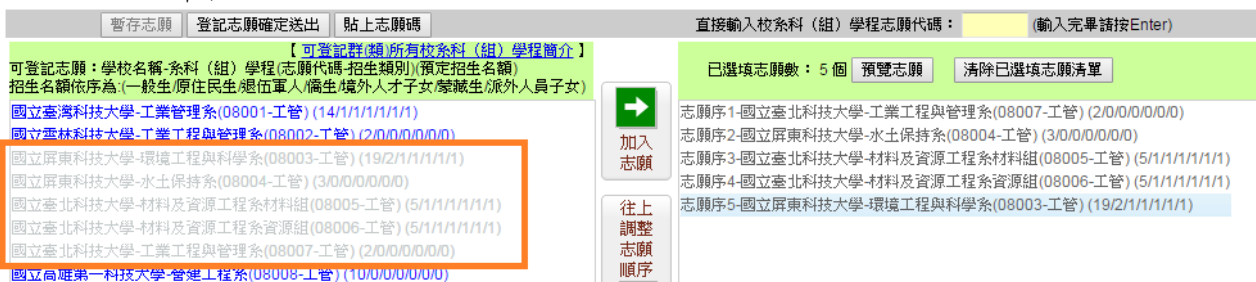 暫存志願 登記志願確定送出 貼上志願碼 直接輸入校系科（組）學程志願代碼： (輸入完畢請按Enter)
【 可登記群(類)所有校系科（組）學程簡介 】
可登記志願：學校名稱-系科（組）學程(志願代碼-招生類別)(預定招生名額)
招生名額依序為:(一般生/原住民生/退伍軍人/僑生/境外人才子女/蒙藏生/派外人員子女)
國立臺灣科技大學-工業管理系(08001-工管) (14/1/1/1/1/1/1)
國立雲林科技大學-工業工程與管理系(08002-工管) (2/0/0/0/0/0/0)
國立屏東科技大學-環境工程與科學系(08003-工管) (19/2/1/1/1/1/1)
國立屏東科技大學-水土保持系(08004-工管) (3/0/0/0/0/0/0)
國立臺北科技大學-材料及資源工程系材料組(08005-工管) (5/1/1/1/1/1/1)
國立臺北科技大學-材料及資源工程系資源組(08006-工管) (5/1/1/1/1/1/1)
國立臺北科技大學-工業工程與管理系(08007-工管) (2/0/0/0/0/0/0)
國立高雄第一科技大學-營建工程系(08008-工管) (10/0/0/0/0/0/0)
加入
志願
往上
調整
志願
順序
已選填志願數：5 個 預覽志願 清除已選填志願清單
志願序1-國立臺北科技大學-工業工程與管理系(08007-工管) (2/0/0/0/0/0/0)
志願序2-國立屏東科技大學-水土保持系(08004-工管) (3/0/0/0/0/0/0)
志願序3-國立臺北科技大學-材料及資源工程系材料組(08005-工管) (5/1/1/1/1/1/1)
志願序4-國立臺北科技大學-材料及資源工程系資源組(08006-工管) (5/1/1/1/1/1/1)
志願序5-國立屏東科技大學-環境工程與科學系(08003-工管) (19/2/1/1/1/1/1)